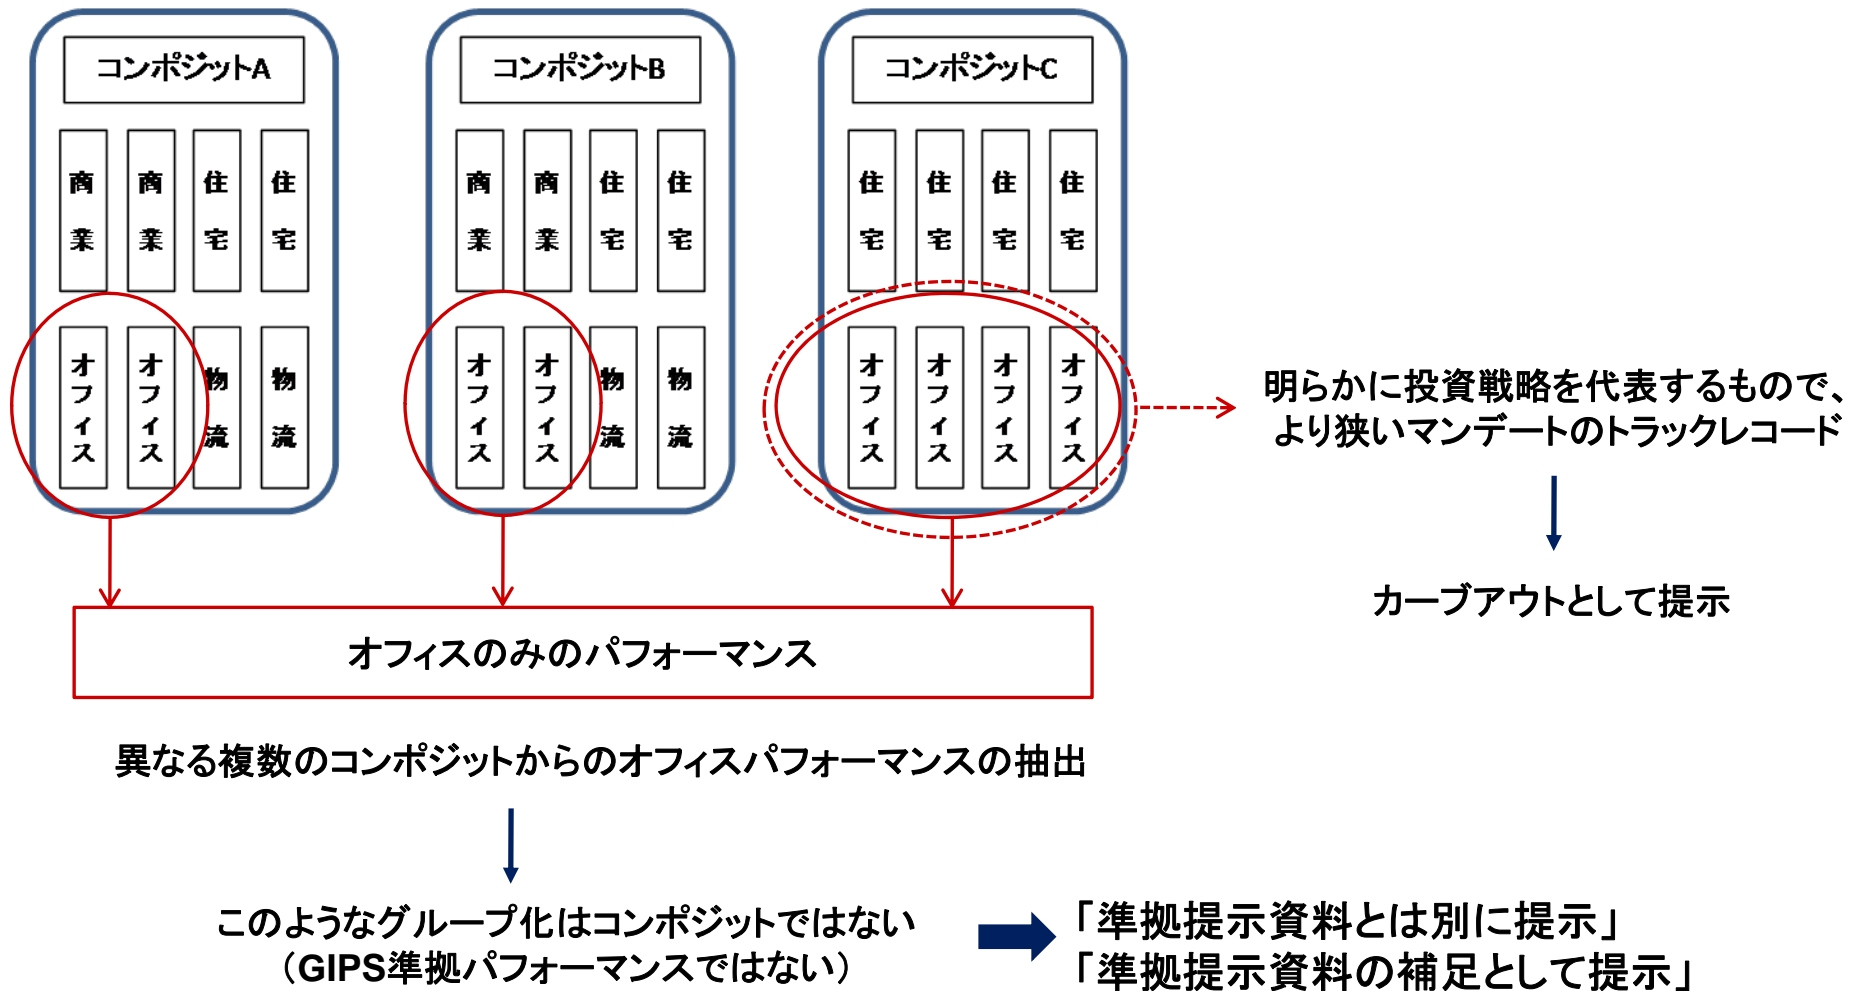 コンポジットA
コンポジットB
コンポジットC
商業
商業
住宅
住宅
商業
商業
住宅
住宅
住宅
住宅
住宅
住宅
オフィス
オフィス
物流
物流
オフィス
オフィス
物流
物流
オフィス
オフィス
オフィス
オフィス
明らかに投資戦略を代表するもので、
より狭いマンデートのトラックレコード
カーブアウトとして提示
オフィスのみのパフォーマンス
異なる複数のコンポジットからのオフィスパフォーマンスの抽出
このようなグループ化はコンポジットではない
（GIPS準拠パフォーマンスではない）
「準拠提示資料とは別に提示」
「準拠提示資料の補足として提示」